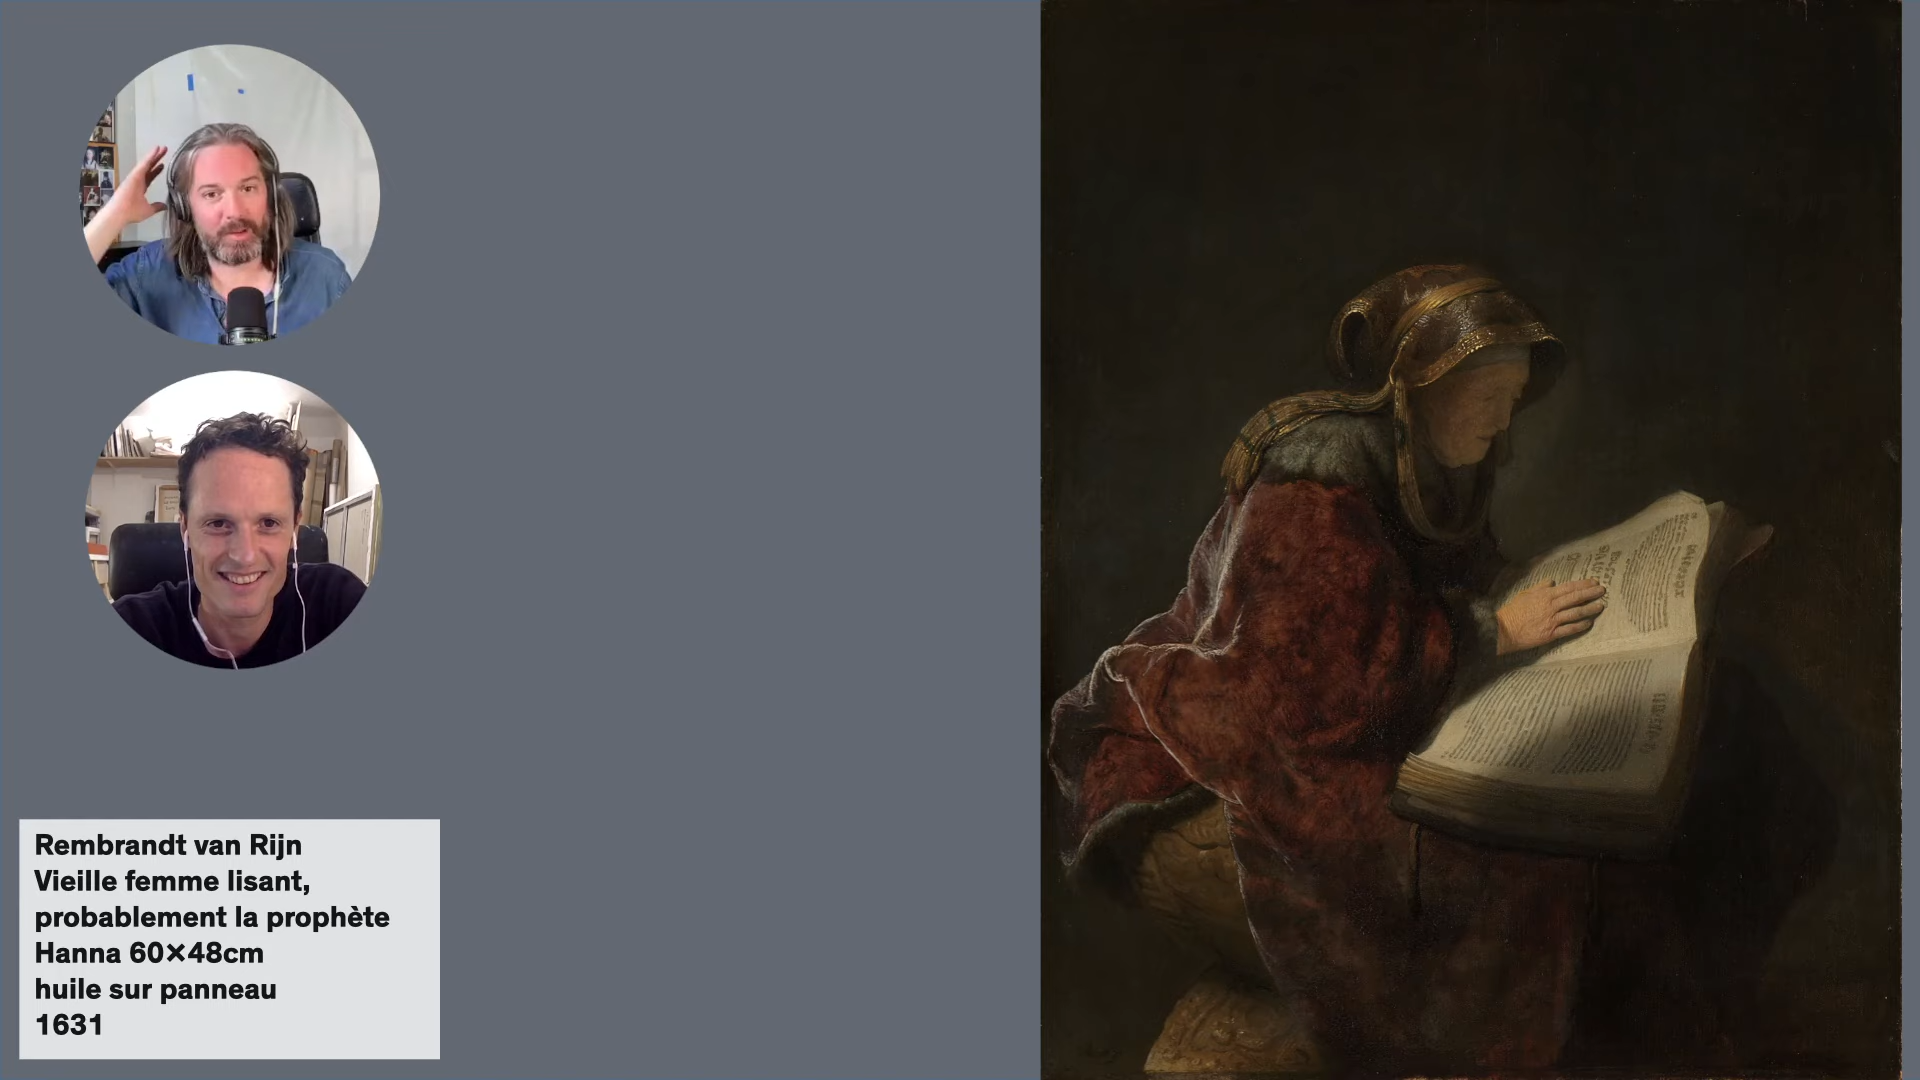 Rembrandt van Rijn
Vieille femme lisant,
probablement la prophète
Hanna 60×48cm
huile sur panneau
1631